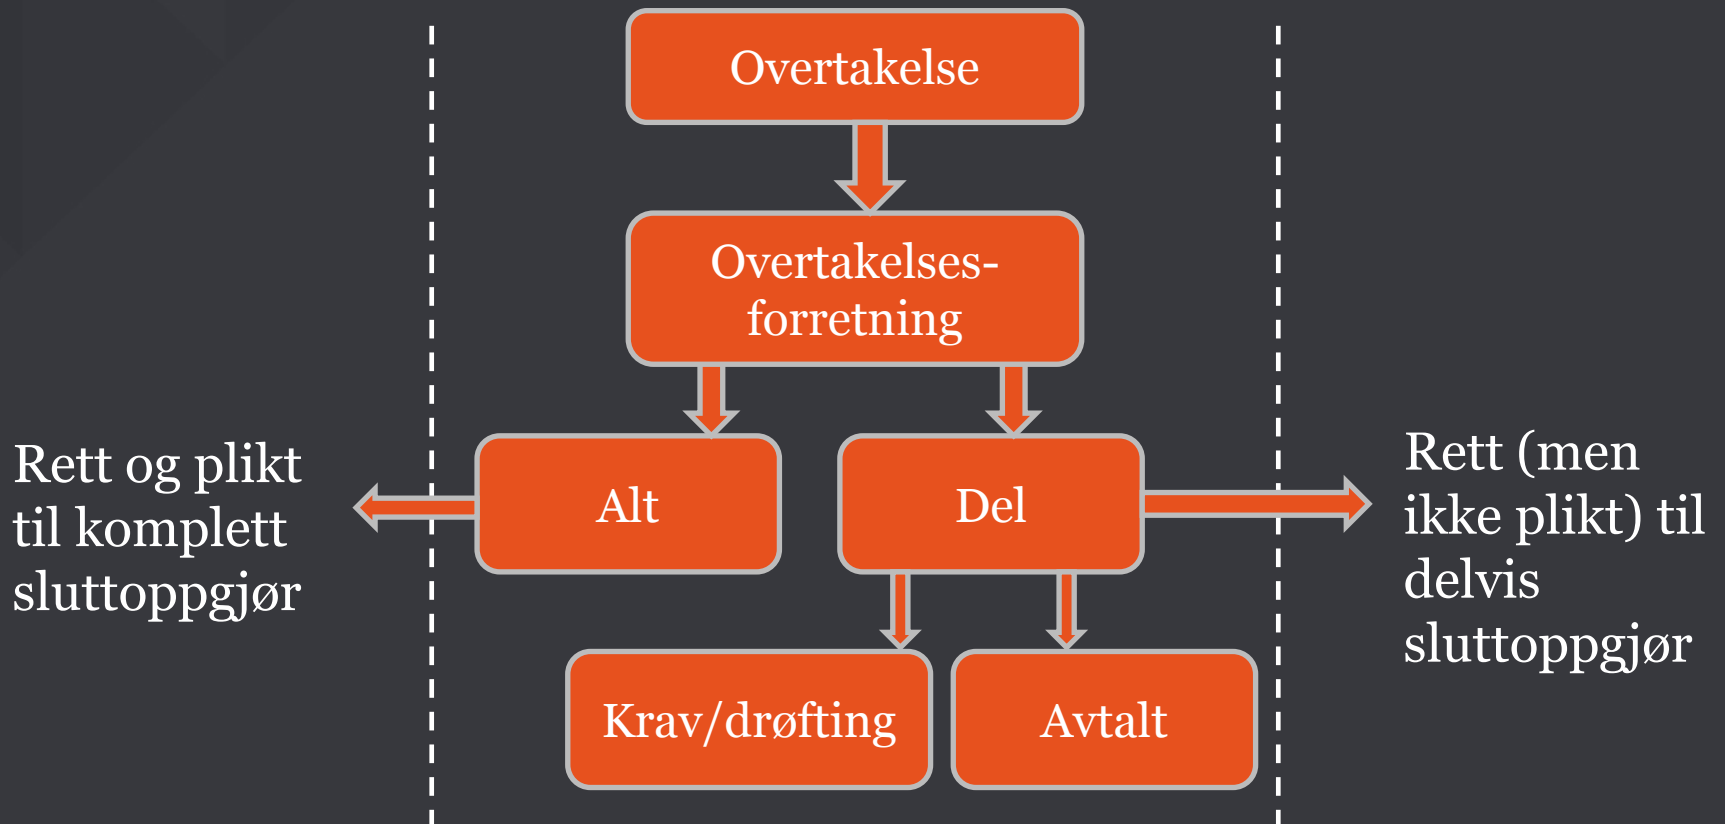 Overtakelse
Overtakelses-
forretning
Rett og plikt
til komplett
sluttoppgjør
Alt
Del
Rett (men
ikke plikt) til
delvis
sluttoppgjør
Krav/drøfting
Avtalt